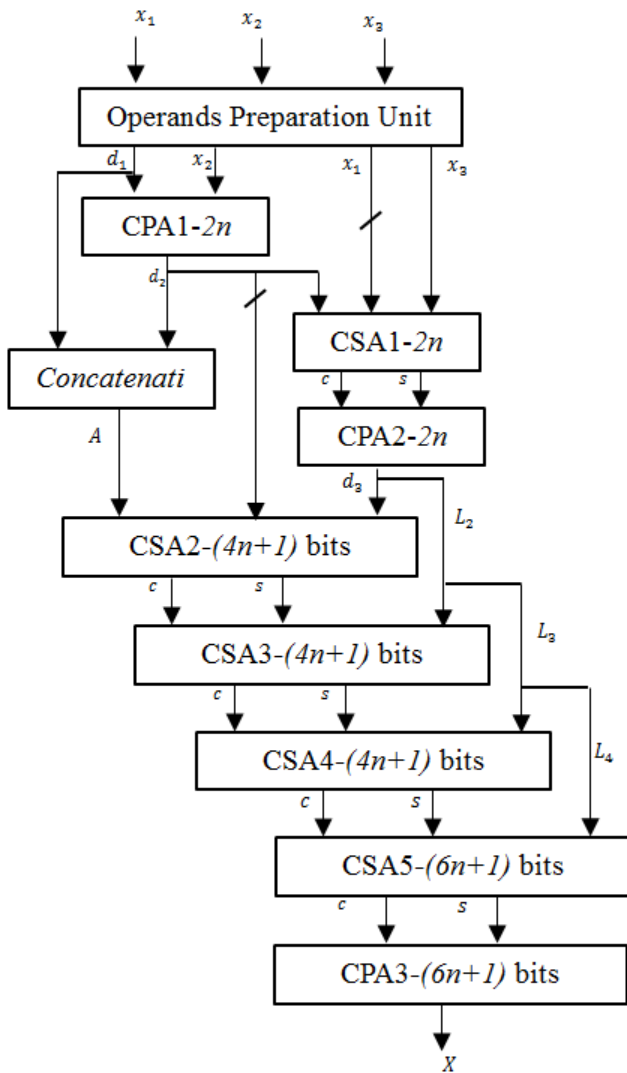 x₁ x₂ x₃
Operands Preparation Unit
d₁ x₂ x₁ x₃
CPA1-2n
d₂
CSA1-2n
Concatenati
c s
CPA2-2n
A
d₃
L₂
CSA2-(4n+1) bits
c s
CSA3-(4n+1) bits
L₃
c s
CSA4-(4n+1) bits
L₄
c s
CSA5-(6n+1) bits
c s
CPA3-(6n+1) bits
X